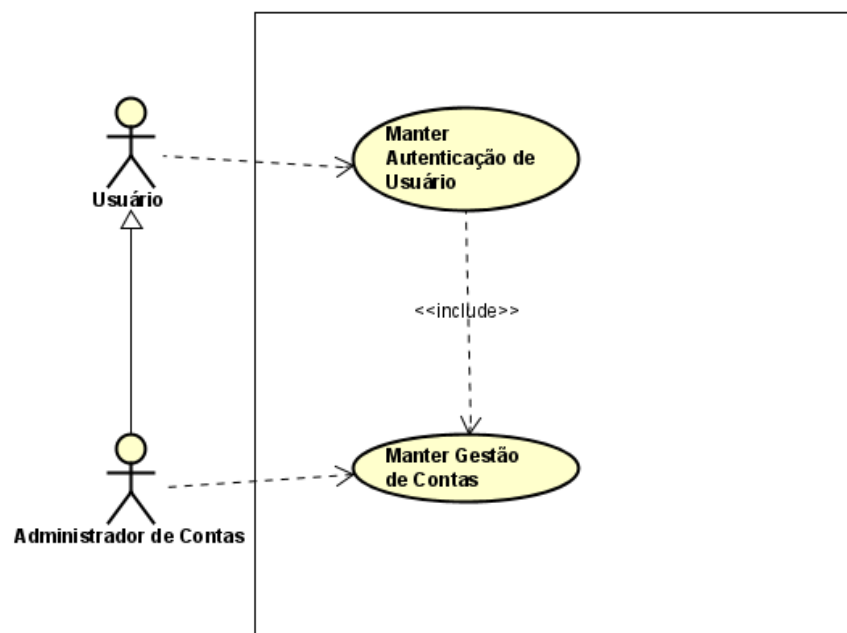 Manter
Autenticação de
Usuário
Usuário
<<include>>
Manter Gestão
de Contas
Administrador de Contas